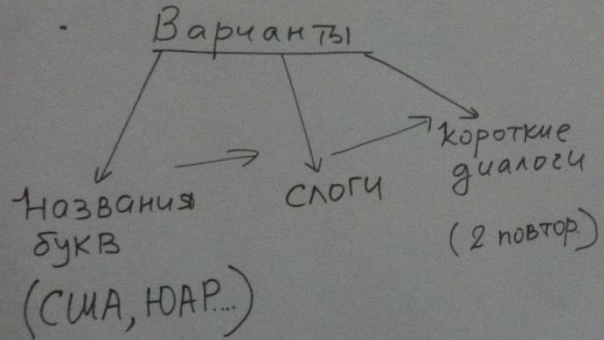 Варианты
Названия
букв
(США, ЮАР...)
слоги
короткие
диалоги
(2 повтор.)